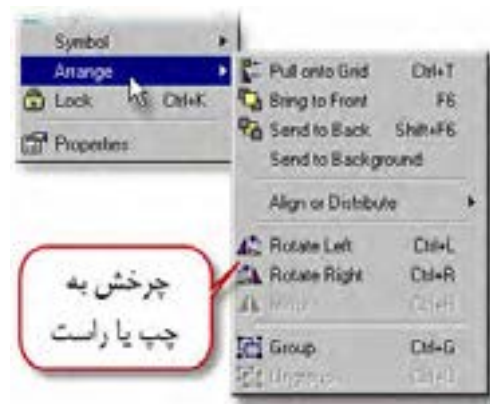 Symbol
Arrange
Lock Ctrl+K
Properties
Pull onto Grid Ctrl+T
Bring to Front F6
Send to Back Shift+F6
Send to Background
Align or Distribute
Rotate Left Ctrl+L
Rotate Right Ctrl+R
Group Ctrl+G
Ungroup
چرخش به
چپ یا راست